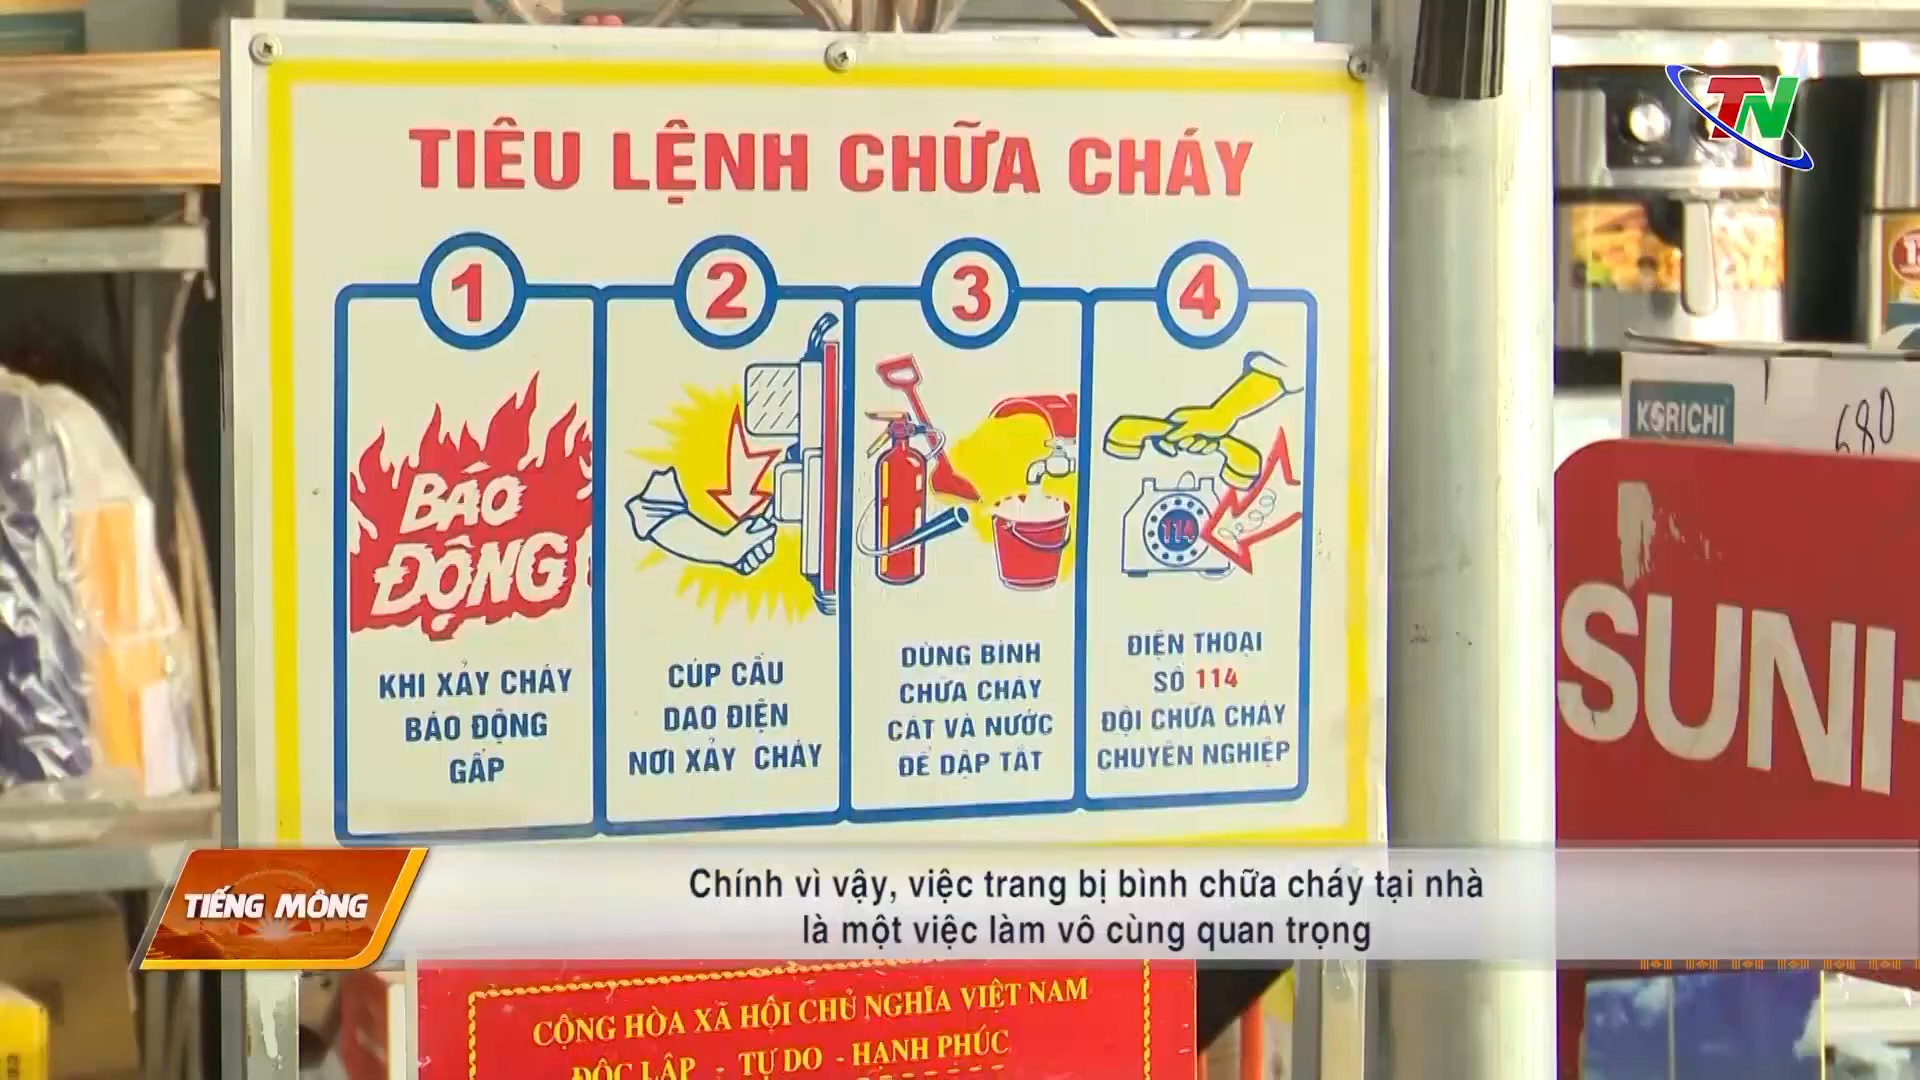 TN
TIÊU LỆNH CHỮA CHÁY
1
2
3
4
BÁO
ĐỘNG
114
KHI XẢY CHÁY
BÁO ĐỘNG
GẤP
CÚP CẦU
DAO ĐIỆN
NƠI XẢY CHÁY
DÙNG BÌNH
CHỮA CHÁY
CÁT VÀ NƯỚC
ĐỂ DẬP TẮT
ĐIỆN THOẠI
SỐ 114
ĐỘI CHỮA CHÁY
CHUYÊN NGHIỆP
KORICHI
680
SUNH
TIẾNG MÔNG
Chính vì vậy, việc trang bị bình chữa cháy tại nhà
là một việc làm vô cùng quan trọng
CỘNG HÒA XÃ HỘI CHỦ NGHĨA VIỆT NAM
ĐỘC LẬP - TỰ DO - HẠNH PHÚC